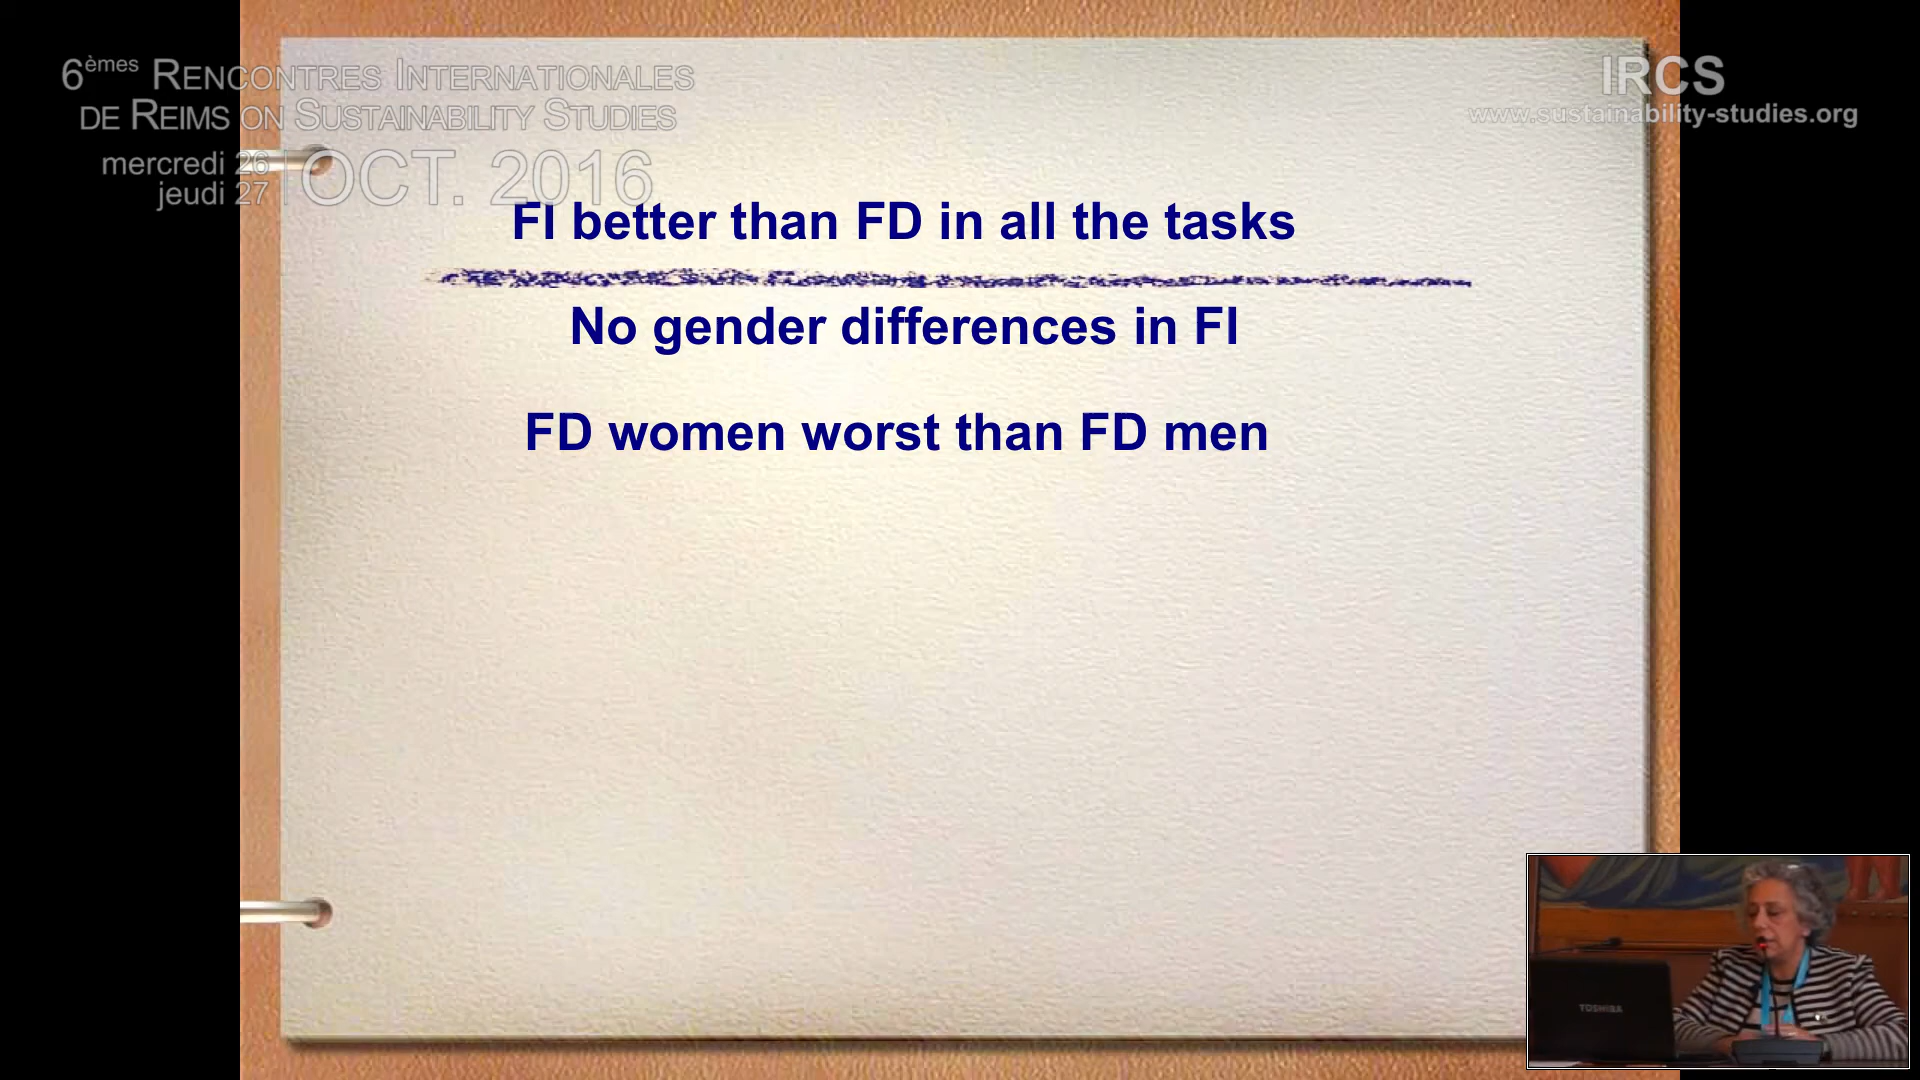 6èmes RENCONTRES INTERNATIONALES
DE REIMS ON SUSTAINABILITY STUDIES
mercredi 26
jeudi 27
OCT. 2016
IRCS
www.sustainability-studies.org
FI better than FD in all the tasks
No gender differences in FI
FD women worst than FD men
TOSHIBA